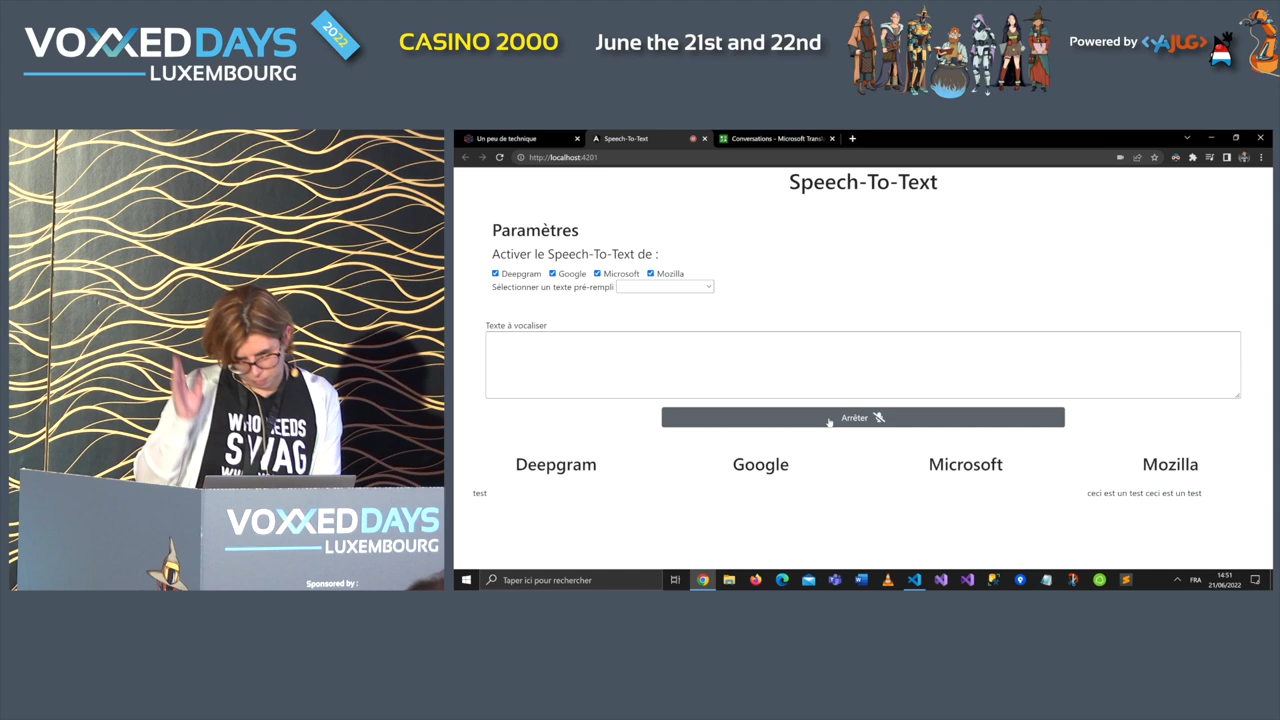 VOXXED DAYS
LUXEMBOURG
2022
CASINO 2000
June the 21st and 22nd
Powered by <YAJUG>
Un peu de technique
Speech-To-Text
Conversations - Microsoft Transl
http://localhost:4201
Speech-To-Text
Paramètres
Activer le Speech-To-Text de :
Deepgram Google Microsoft Mozilla
Sélectionner un texte pré-rempli
Texte à vocaliser
Arrêter
Deepgram Google Microsoft Mozilla
test
ceci est un test ceci est un test
Taper ici pour rechercher
FRA
14:51
21/06/2022
WHO NEEDS
SWAG
VOXXED DAYS
LUXEMBOURG
Sponsored by :